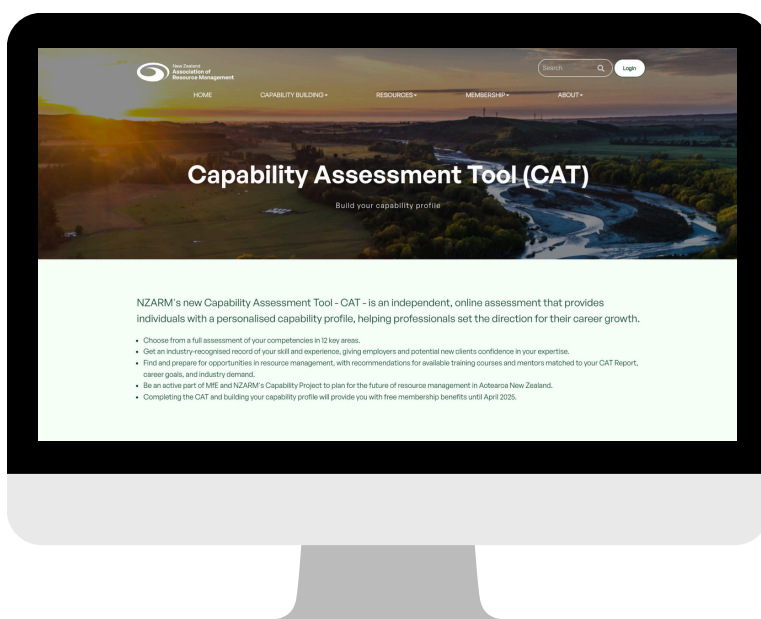 New Zealand
Association of
Resource Management
Search
Login
HOME
CAPABILITY BUILDING
RESOURCES
MEMBERSHIP
ABOUT
Capability Assessment Tool (CAT)
Build your capability profile
NZARM's new Capability Assessment Tool - CAT - is an independent, online assessment that provides
individuals with a personalised capability profile, helping professionals set the direction for their career growth.
• Choose from a full assessment of your competencies in 12 key areas.
• Get an industry-recognised record of your skill and experience, giving employers and potential new clients confidence in your expertise.
• Find and prepare for opportunities in resource management, with recommendations for available training courses and mentors matched to your CAT Report,
career goals, and industry demand.
• Be an active part of MfE and NZARM's Capability Project to plan for the future of resource management in Aotearoa New Zealand.
• Completing the CAT and building your capability profile will provide you with free membership benefits until April 2025.